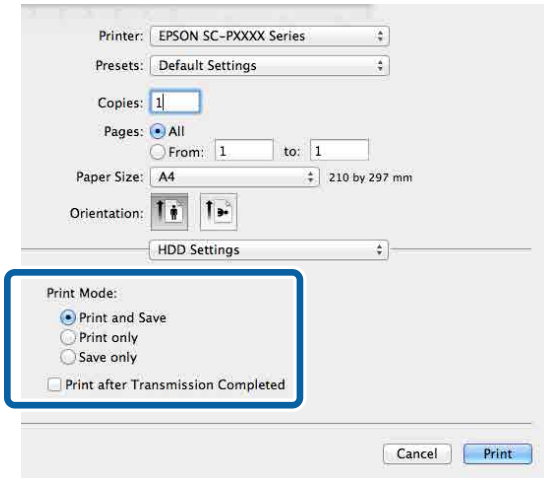 Printer: EPSON SC-PXXXX Series
Presets: Default Settings
Copies: 1
Pages: All
From: 1 to: 1
Paper Size: A4 210 by 297 mm
Orientation:
HDD Settings
Print Mode:
Print and Save
Print only
Save only
Print after Transmission Completed
Cancel Print